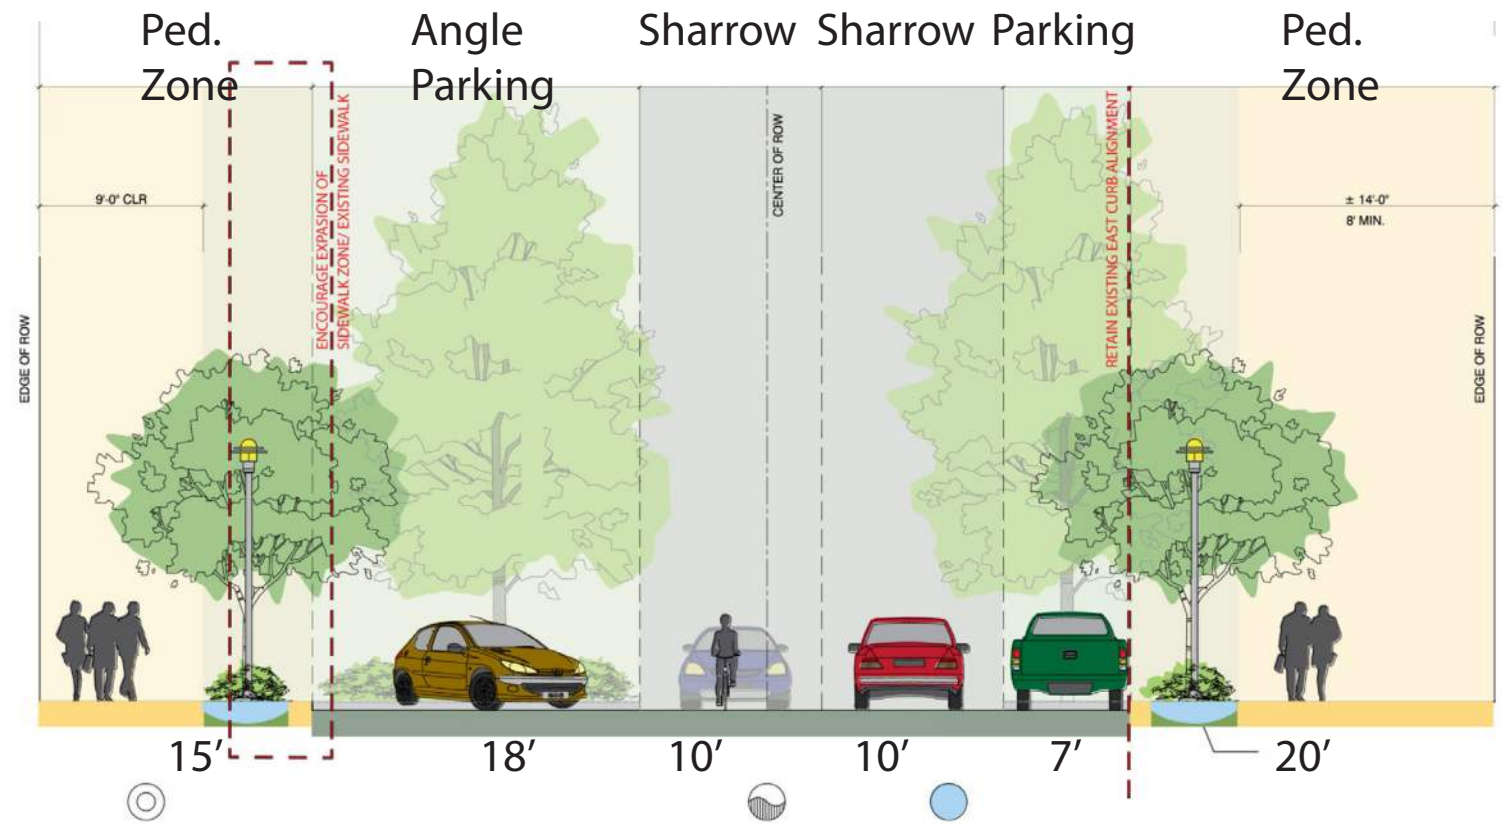 Ped.
Zone
Angle
Parking
Sharrow
Sharrow
Parking
Ped.
Zone
9'-0" CLR
ENCOURAGE EXPASION OF
SIDEWALK ZONE/ EXISTING SIDEWALK
CENTER OF ROW
RETAIN EXISTING EAST CURB ALIGNMENT
± 14'-0"
8' MIN.
EDGE OF ROW
EDGE OF ROW
15’
18’
10’
10’
7’
20’